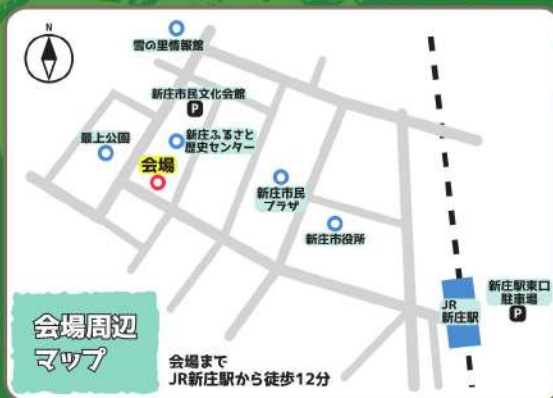 N
雪の里情報館
新庄市民文化会館
P
最上公園
新庄ふるさと
歴史センター
会場
新庄市民
プラザ
新庄市役所
JR
新庄駅
新庄駅東口
駐車場
P
会場周辺
マップ
会場まで
JR新庄駅から徒歩12分